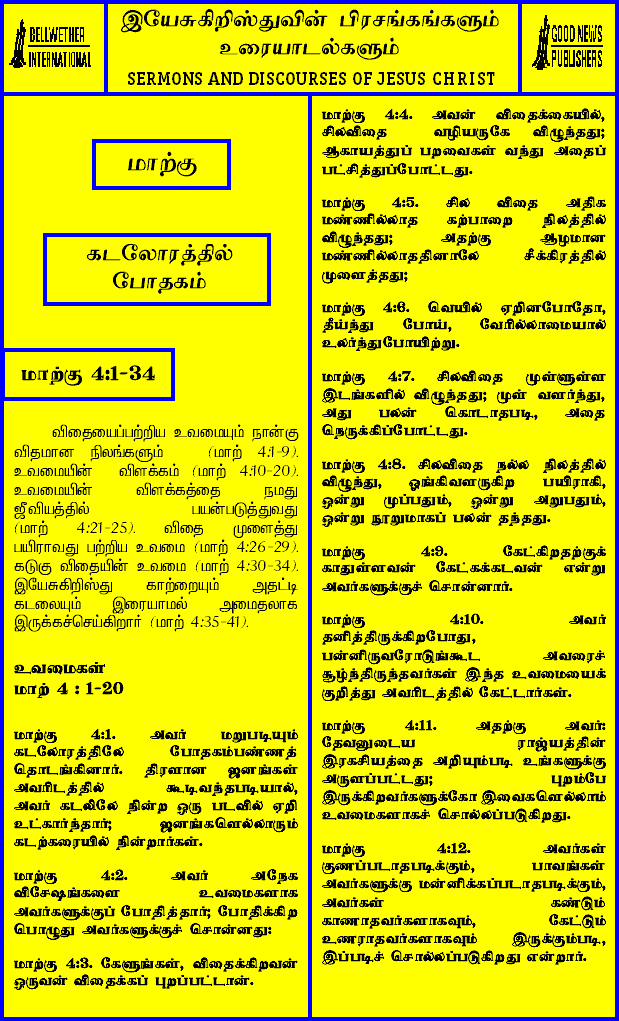 BELLWETHER
INTERNATIONAL
இயேசுகிறிஸ்துவின் பிரசங்கங்களும்
உரையாடல்களும்
SERMONS AND DISCOURSES OF JESUS CHRIST
GOOD NEWS
PUBLISHERS
மாற்கு
கடலோரத்தில்
போதகம்
மாற்கு 4:1-34
விதையைப்பற்றிய உவமையும் நான்கு
விதமான நிலங்களும் (மாற் 4:1-9).
உவமையின் விளக்கம் (மாற் 4:10-20).
உவமையின் விளக்கத்தை நமது
ஜீவியத்தில் பயன்படுத்துவது
(மாற் 4:21-25). விதை முளைத்து
பயிராவது பற்றிய உவமை (மாற் 4:26-29).
கடுகு விதையின் உவமை (மாற் 4:30-34).
இயேசுகிறிஸ்து காற்றையும் அதட்டி
கடலையும் இரையாமல் அமைதலாக
இருக்கச்செய்கிறார் (மாற் 4:35-41).
உவமைகள்
மாற் 4 : 1-20
மாற்கு 4:1. அவர் மறுபடியும்
கடலோரத்திலே போதகம்பண்ணத்
தொடங்கினார். திரளான ஜனங்கள்
அவரிடத்தில் கூடிவந்தபடியால்,
அவர் கடலிலே நின்ற ஒரு படவில் ஏறி
உட்கார்ந்தார்; ஜனங்களெல்லாரும்
கடற்கரையில் நின்றார்கள்.
மாற்கு 4:2. அவர் அநேக
விசேஷங்களை உவமைகளாக
அவர்களுக்குப் போதித்தார்; போதிக்கிற
பொழுது அவர்களுக்குச் சொன்னது:
மாற்கு 4:3. கேளுங்கள், விதைக்கிறவன்
ஒருவன் விதைக்கப் புறப்பட்டான்.
மாற்கு 4:4. அவன் விதைக்கையில்,
சிலவிதை வழியருகே விழுந்தது;
ஆகாயத்துப் பறவைகள் வந்து அதைப்
பட்சித்துப்போட்டது.
மாற்கு 4:5. சில விதை அதிக
மண்ணில்லாத கற்பாறை நிலத்தில்
விழுந்தது; அதற்கு ஆழமான
மண்ணில்லாததினாலே சீக்கிரத்தில்
முளைத்தது;
மாற்கு 4:6. வெயில் ஏறினபோதோ,
தீய்ந்து போய், வேரில்லாமையால்
உலர்ந்துபோயிற்று.
மாற்கு 4:7. சிலவிதை முள்ளுள்ள
இடங்களில் விழுந்தது; முள் வளர்ந்து,
அது பலன் கொடாதபடி, அதை
நெருக்கிப்போட்டது.
மாற்கு 4:8. சிலவிதை நல்ல நிலத்தில்
விழுந்து, ஓங்கிவளருகிற பயிராகி,
ஒன்று முப்பதும், ஒன்று அறுபதும்,
ஒன்று நூறுமாகப் பலன் தந்தது.
மாற்கு 4:9. கேட்கிறதற்குக்
காதுள்ளவன் கேட்கக்கடவன் என்று
அவர்களுக்குச் சொன்னார்.
மாற்கு 4:10. அவர்
தனித்திருக்கிறபோது,
பன்னிருவரோடுங்கூட அவரைச்
சூழ்ந்திருந்தவர்கள் இந்த உவமையைக்
குறித்து அவரிடத்தில் கேட்டார்கள்.
மாற்கு 4:11. அதற்கு அவர்:
தேவனுடைய ராஜ்யத்தின்
இரகசியத்தை அறியும்படி உங்களுக்கு
அருளப்பட்டது; புறம்பே
இருக்கிறவர்களுக்கோ இவைகளெல்லாம்
உவமைகளாகச் சொல்லப்படுகிறது.
மாற்கு 4:12. அவர்கள்
குணப்படாதபடிக்கும், பாவங்கள்
அவர்களுக்கு மன்னிக்கப்படாதபடிக்கும்,
அவர்கள் கண்டும்
காணாதவர்களாகவும், கேட்டும்
உணராதவர்களாகவும் இருக்கும்படி,
இப்படிச் சொல்லப்படுகிறது என்றார்.